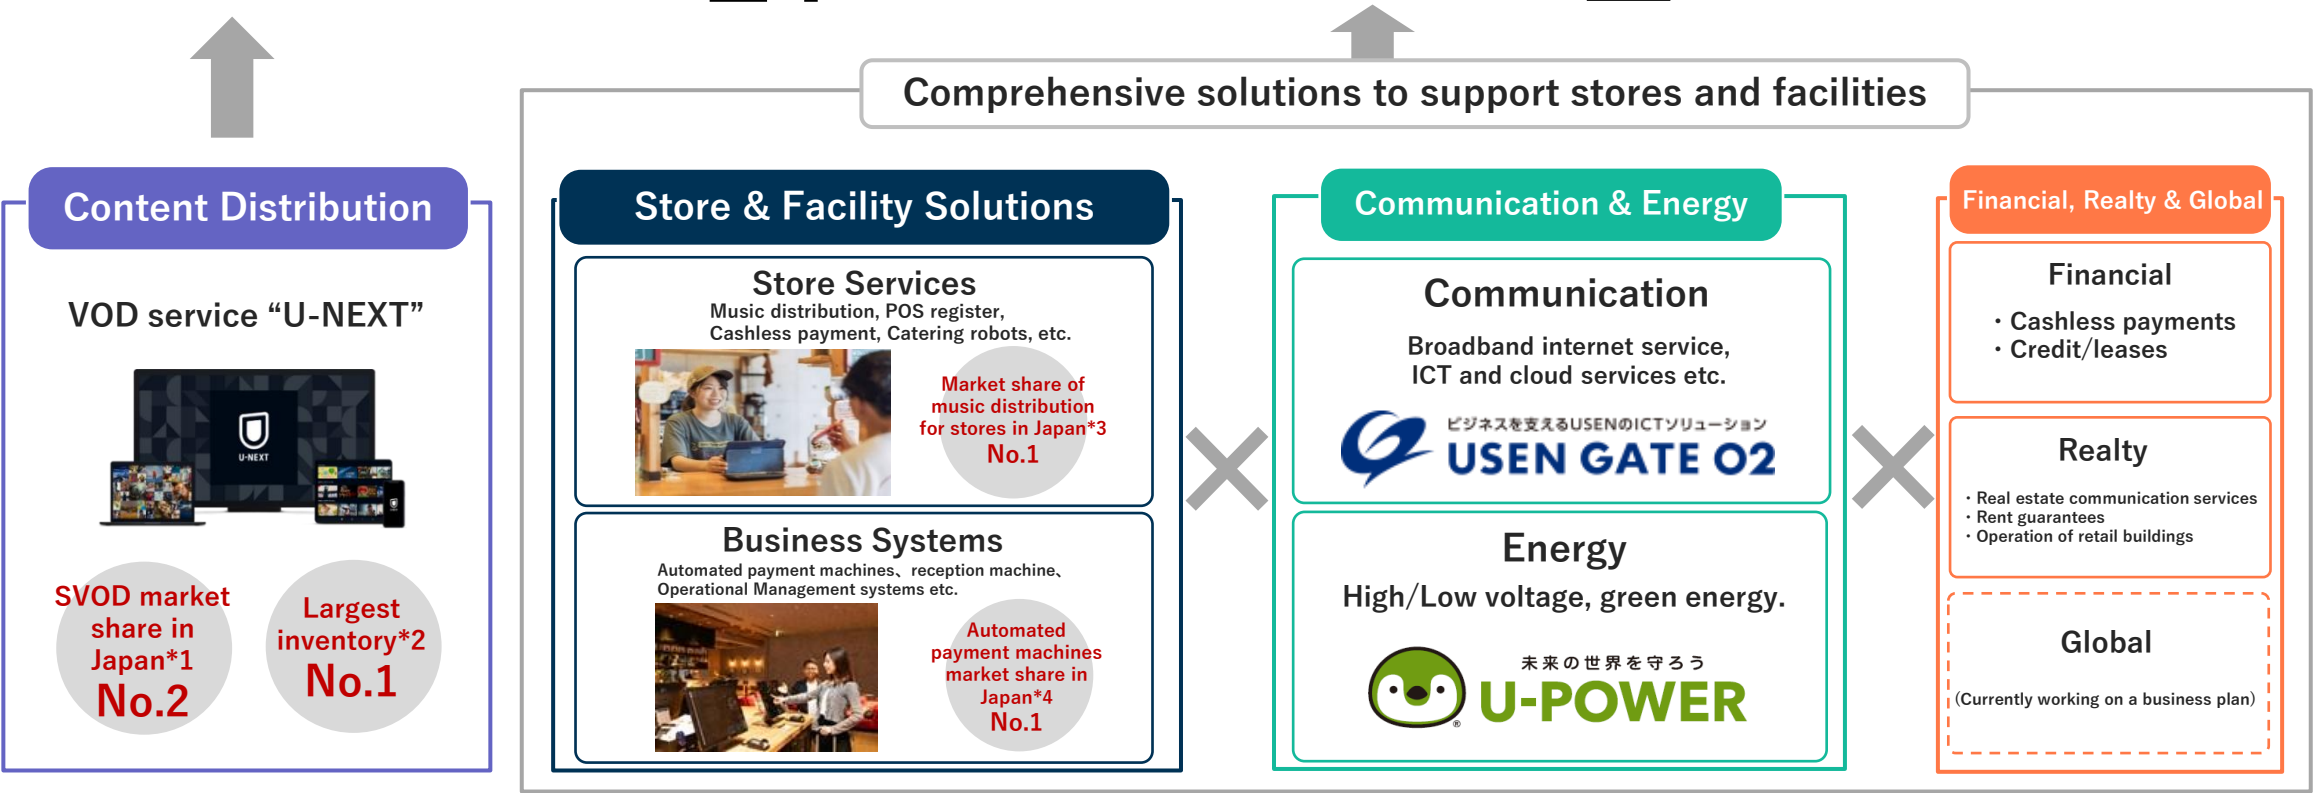 Comprehensive solutions to support stores and facilities
Content Distribution
VOD service “U-NEXT”
U-NEXT
SVOD market
share in
Japan*1
No.2
Largest
inventory*2
No.1
Store & Facility Solutions
Store Services
Music distribution, POS register,
Cashless payment, Catering robots, etc.
Market share of
music distribution
for stores in Japan*3
No.1
Business Systems
Automated payment machines、reception machine、
Operational Management systems etc.
Automated
payment machines
market share in
Japan*4
No.1
Communication & Energy
Communication
Broadband internet service,
ICT and cloud services etc.
ビジネスを支えるUSENのICTソリューション
USEN GATE 02
Energy
High/Low voltage, green energy.
未来の世界を守ろう
U-POWER
®
Financial, Realty & Global
Financial
・Cashless payments
・Credit/leases
Realty
・Real estate communication services
・Rent guarantees
・Operation of retail buildings
Global
(Currently working on a business plan)